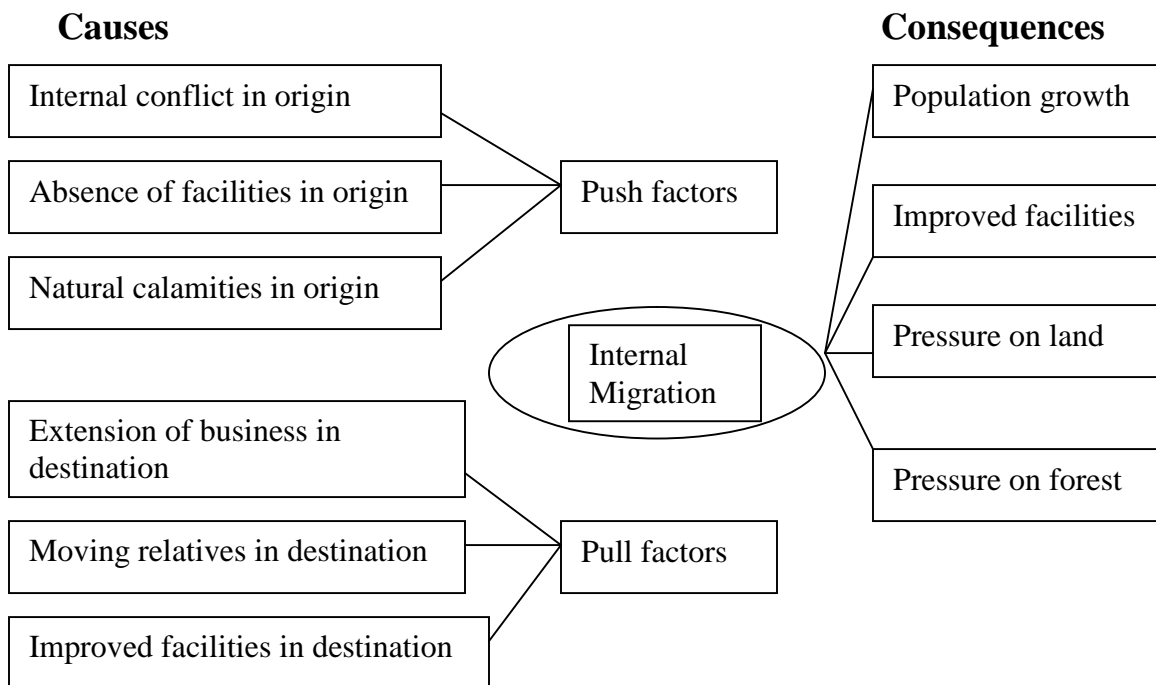 Causes
Consequences
Internal conflict in origin
Absence of facilities in origin
Natural calamities in origin
Push factors
Internal
Migration
Extension of business in
destination
Moving relatives in destination
Improved facilities in destination
Pull factors
Population growth
Improved facilities
Pressure on land
Pressure on forest